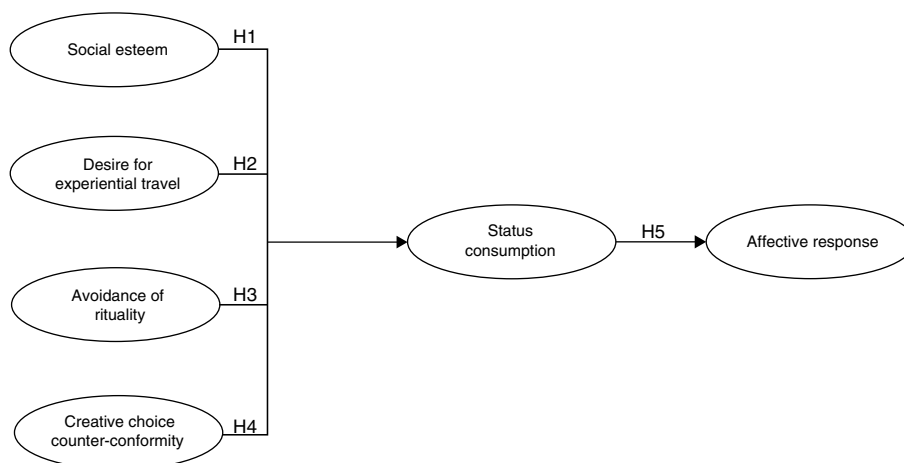 Social esteem
H1
Desire for
experiential travel
H2
Avoidance of
rituality
H3
Creative choice
counter-conformity
H4
Status
consumption
H5
Affective response